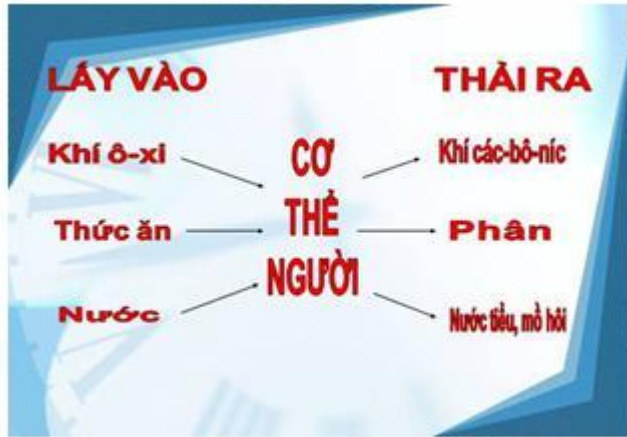 LẤY VÀO
THẢI RA
Khí ô-xi
Thức ăn
Nước
CƠ
THỂ
NGƯỜI
Khí các-bô-níc
Phân
Nước tiểu, mồ hôi